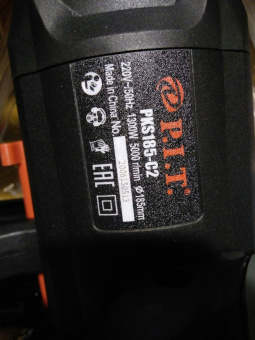 P.I.T.
PKS185-C2
220V~50Hz 1300W 5000 r/min Ø185mm
Made in China No.
EAC